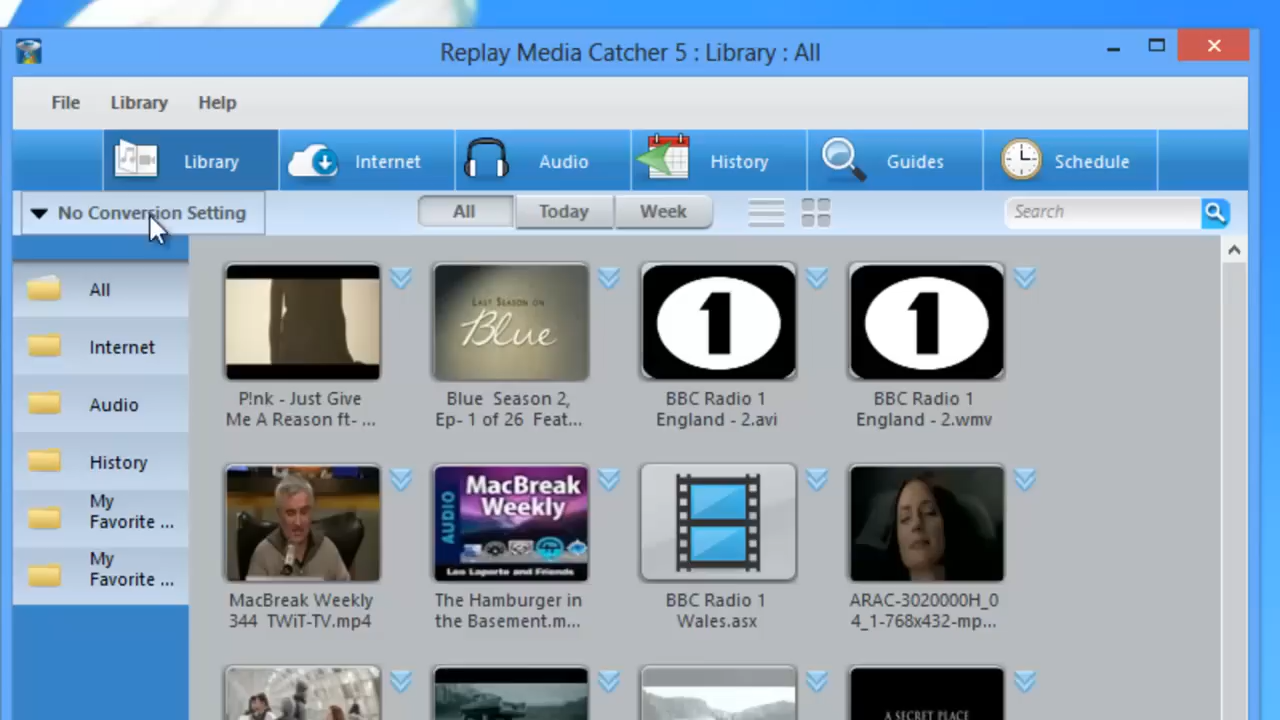 Replay Media Catcher 5 : Library : All
File Library Help
Library Internet Audio History Guides Schedule
No Conversion Setting All Today Week Search
All
Internet
Audio
History
My
Favorite ...
My
Favorite ...
LAST SEASON ON
Blue
1
1
P!nk - Just Give
Me A Reason ft- ...
Blue Season 2,
Ep- 1 of 26 Feat...
BBC Radio 1
England - 2.avi
BBC Radio 1
England - 2.wmv
AUDIO
MacBreak
Weekly
Leo Laporte and Friends
MacBreak Weekly
344 TWiT-TV.mp4
The Hamburger in
the Basement.m...
BBC Radio 1
Wales.asx
ARAC-3020000H_0
4_1-768x432-mp...
A SECRET PLACE